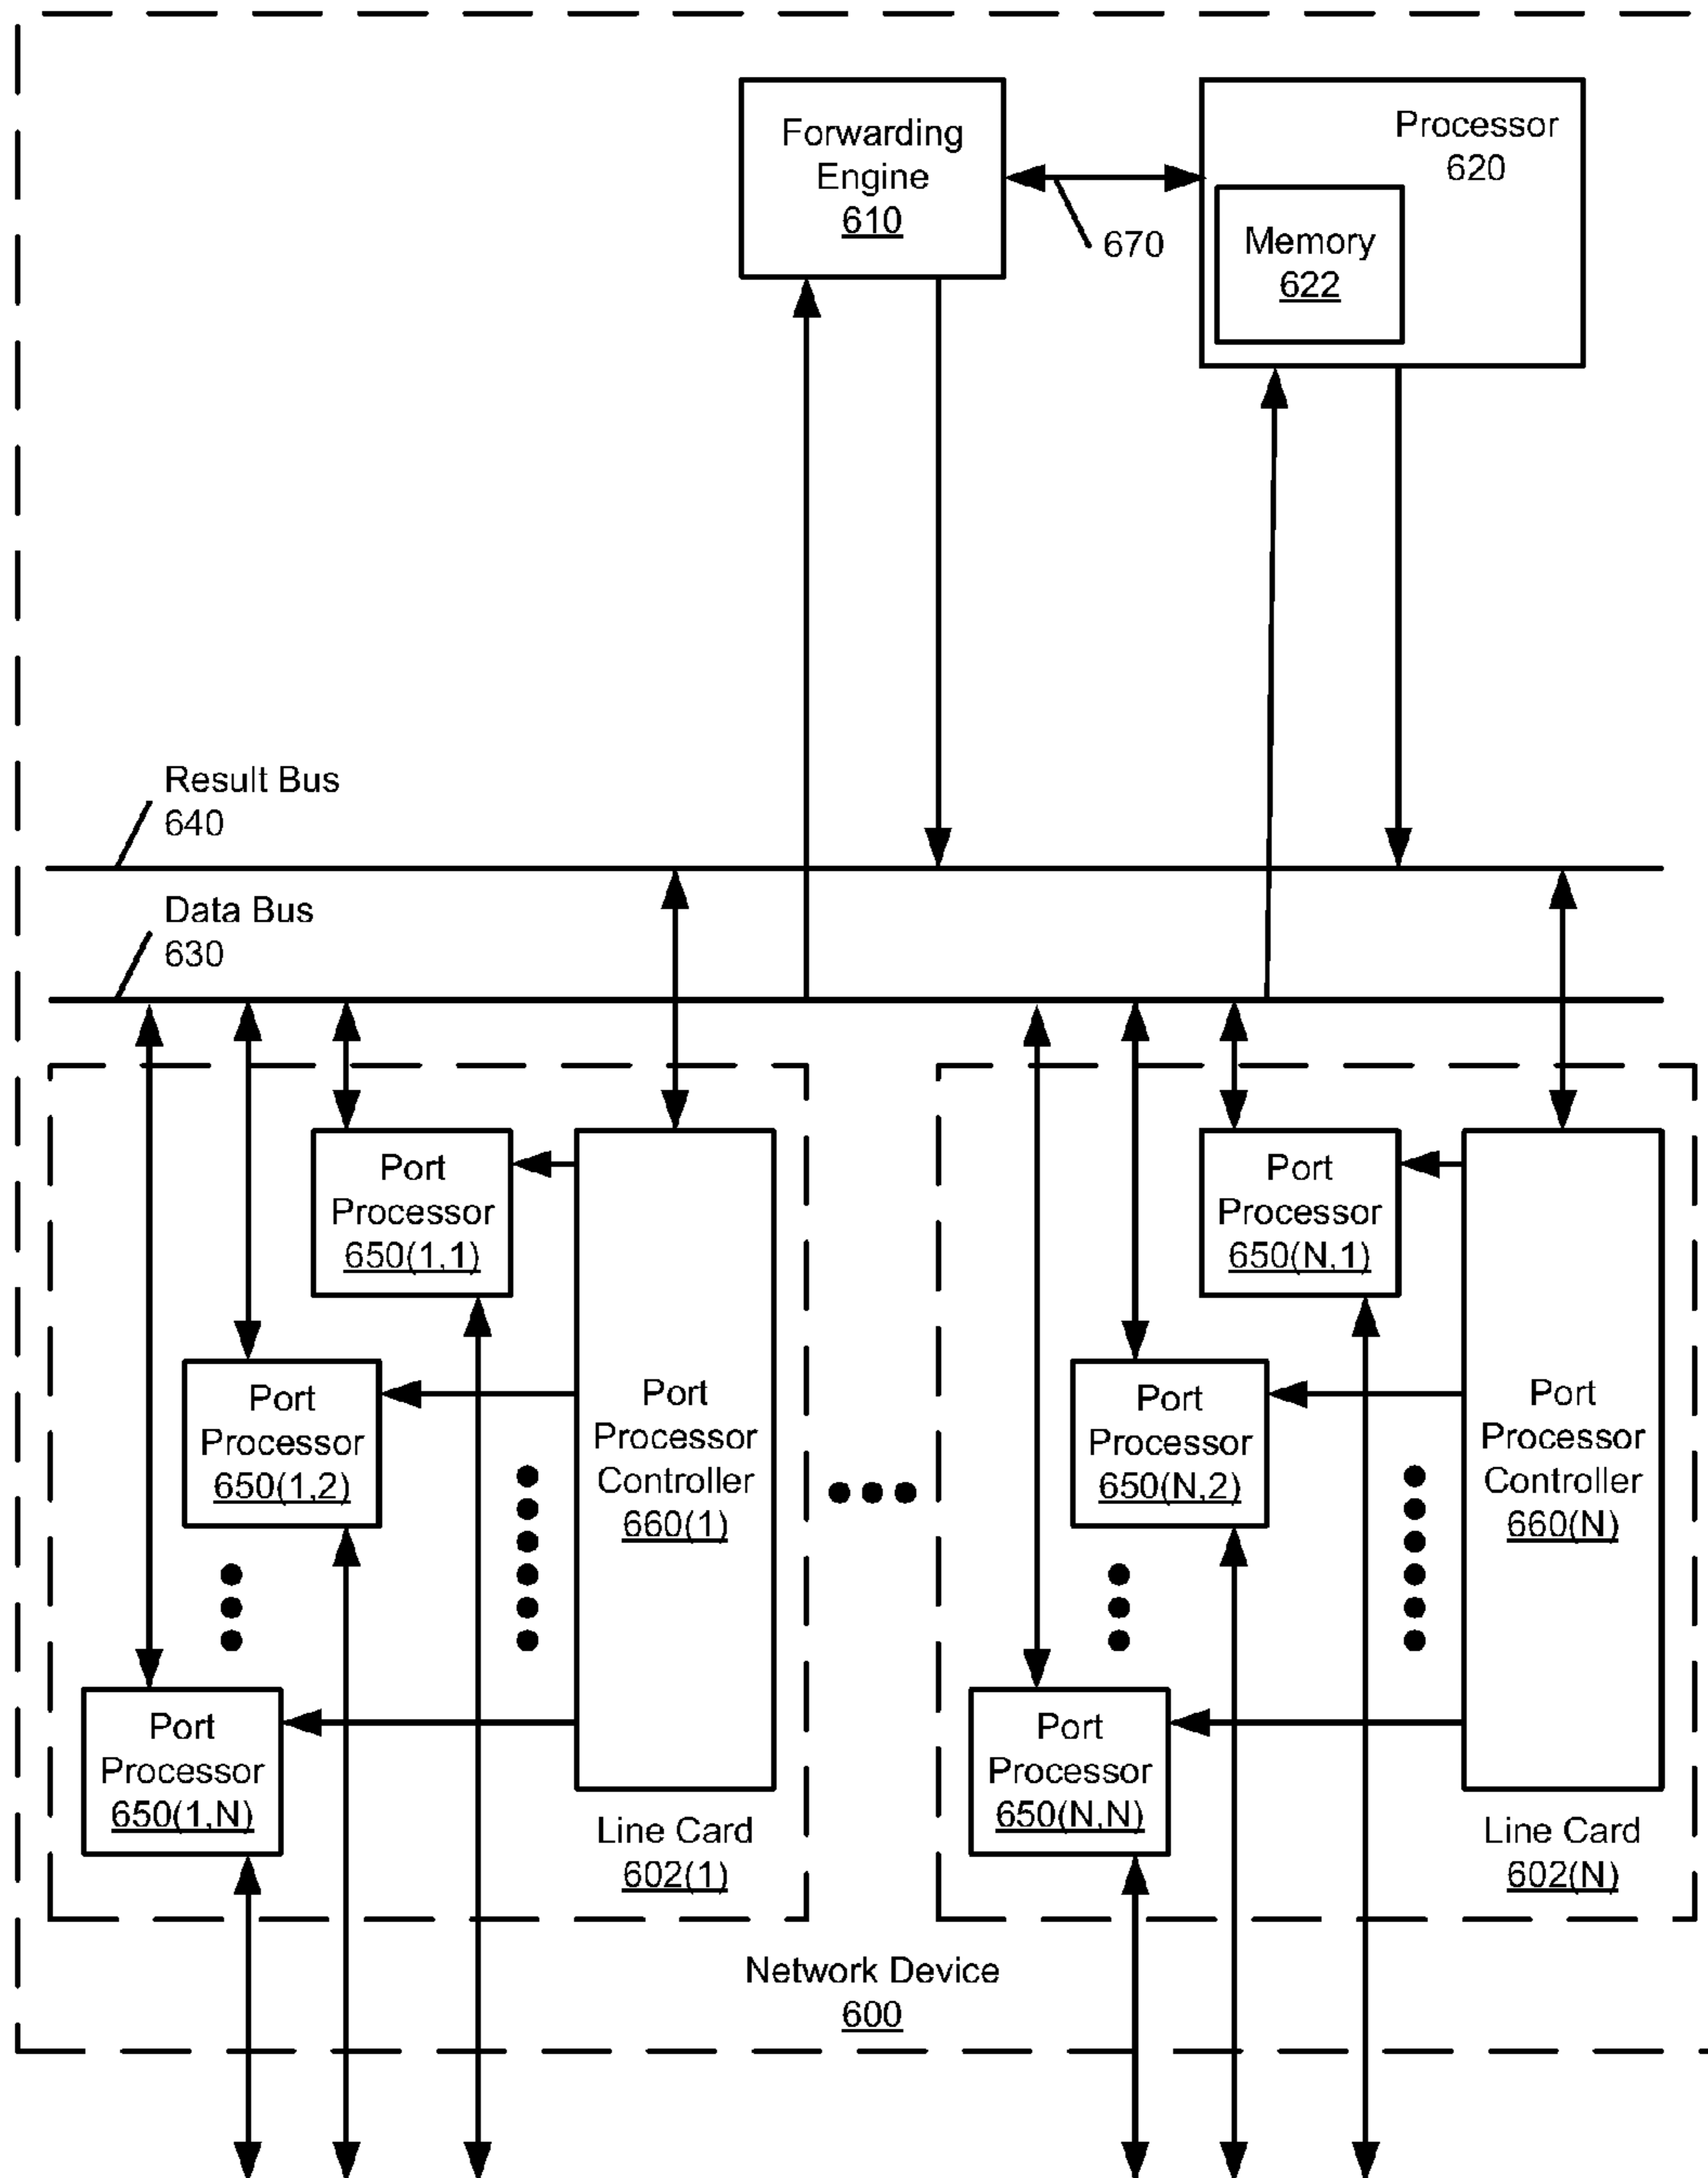 Forwarding
Engine
610
Processor
620
670
Memory
622
Result Bus
640
Data Bus
630
Port
Processor
650(1,1)
Port
Processor
650(1,2)
Port
Processor
650(1,N)
Port
Processor
Controller
660(1)
Line Card
602(1)
Port
Processor
650(N,1)
Port
Processor
650(N,2)
Port
Processor
650(N,N)
Port
Processor
Controller
660(N)
Line Card
602(N)
Network Device
600